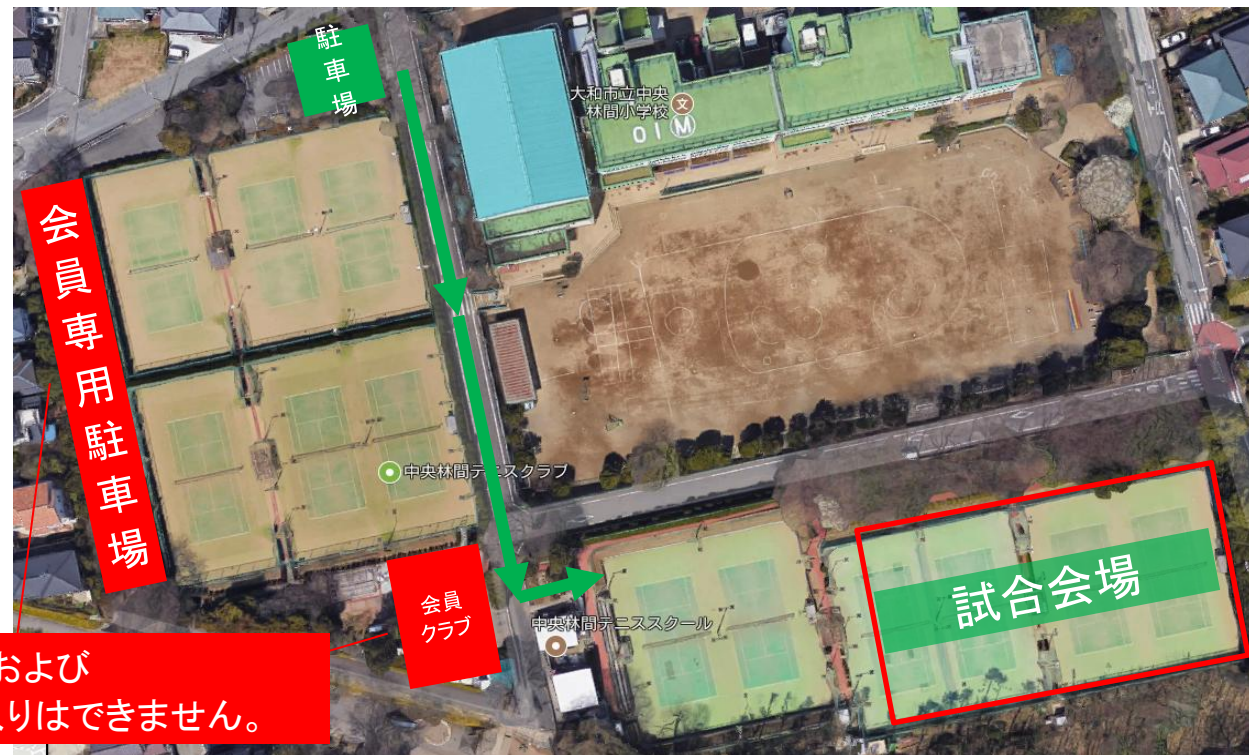 駐車場
大和市立中央
林間小学校
文
会員専用駐車場
中央林間テニスクラブ
会員
クラブ
中央林間テニススクール
試合会場
および
りはできません。